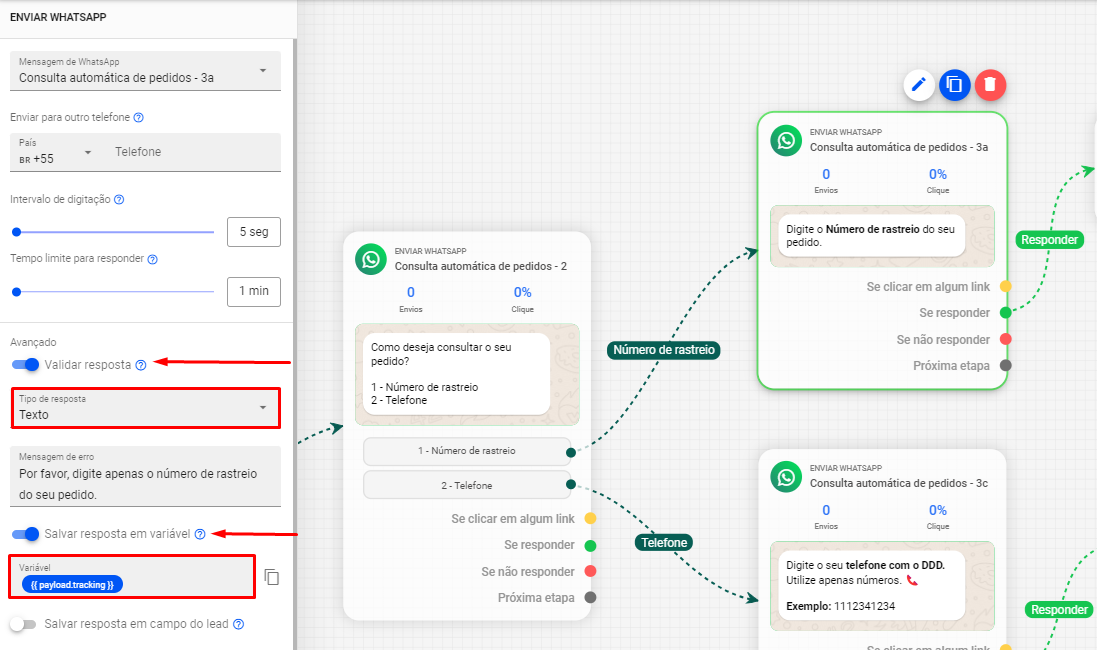 ENVIAR WHATSAPP
Mensagem de WhatsApp
Consulta automática de pedidos - 3a
Enviar para outro telefone
País
BR +55
Telefone
Intervalo de digitação
5 seg
Tempo limite para responder
1 min
Avançado
Validar resposta
Tipo de resposta
Texto
Mensagem de erro
Por favor, digite apenas o número de rastreio
do seu pedido.
Salvar resposta em variável
Variável
{{ payload.tracking }}
Salvar resposta em campo do lead
ENVIAR WHATSAPP
Consulta automática de pedidos - 2
0
0%
Envios
Clique
Como deseja consultar o seu
pedido?
1 - Número de rastreio
2 - Telefone
1 - Número de rastreio
2 - Telefone
Se clicar em algum link
Se responder
Se não responder
Próxima etapa
Número de rastreio
Telefone
ENVIAR WHATSAPP
Consulta automática de pedidos - 3a
0
0%
Envios
Clique
Digite o Número de rastreio do seu
pedido.
Se clicar em algum link
Se responder
Se não responder
Próxima etapa
Responder
ENVIAR WHATSAPP
Consulta automática de pedidos - 3c
0
0%
Envios
Clique
Digite o seu telefone com o DDD.
Utilize apenas números. 📞
Exemplo: 1112341234
Se clicar em algum link
Responder